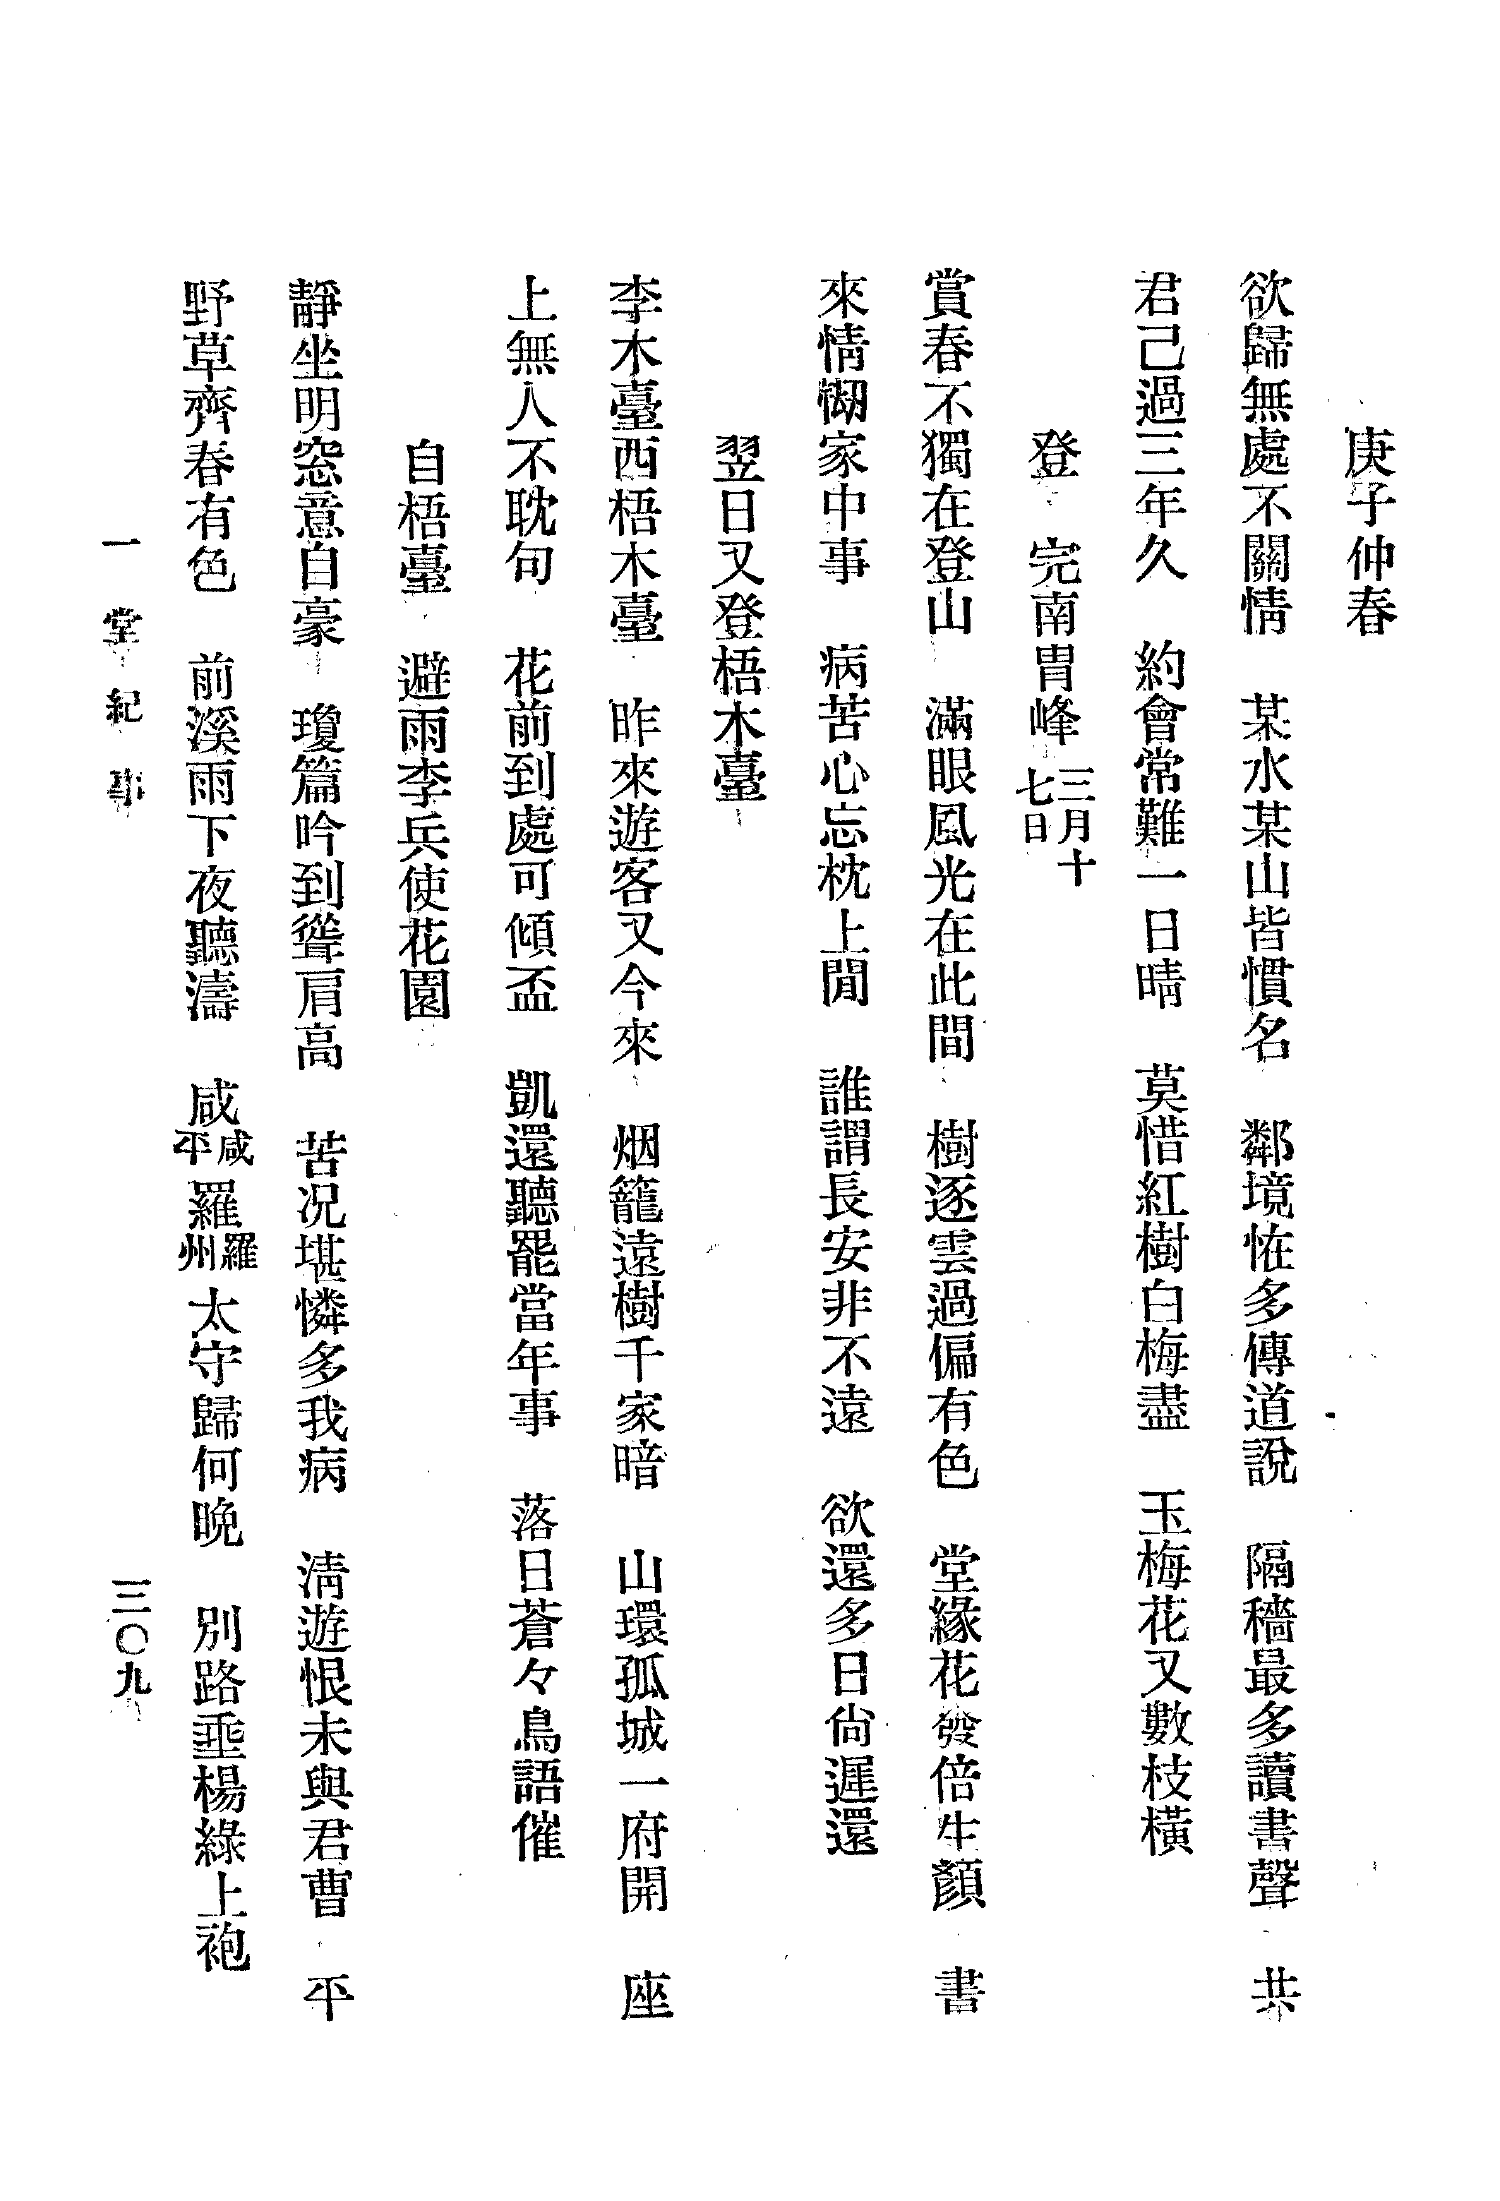 庚子仲春
欲歸無處不關情　某水某山皆慣名　鄰境恠多傳道說　隔穡最多讀書聲　共
君己過三年久　約會常難一日晴　莫惜紅樹白梅盡　玉梅花又數枝橫
登　完南胄峰 三月十七日
賞春不獨在登山　滿眼風光在此間　樹逐雲過偏有色　堂緣花發倍生顏　書
來情惻家中事　病苦心忘枕上閒　誰謂長安非不遠　欲還多日尙遲還
翌日又登梧木臺
李木臺西梧木臺　昨來遊客又今來　烟籠遠樹千家暗　山環孤城一府開　座
上無人不耽句　花前到處可傾盃　凱還聽罷當年事　落日蒼々鳥語催
自梧臺　避雨李兵使花園
靜坐明窓意自豪　瓊篇吟到聳肩高　苦況堪憐多我病　淸遊恨未與君曹　平
野草齊春有色　前溪雨下夜聽濤　咸咸平羅羅州太守歸何晩　別路垂楊綠上袍
一堂紀事　三〇九